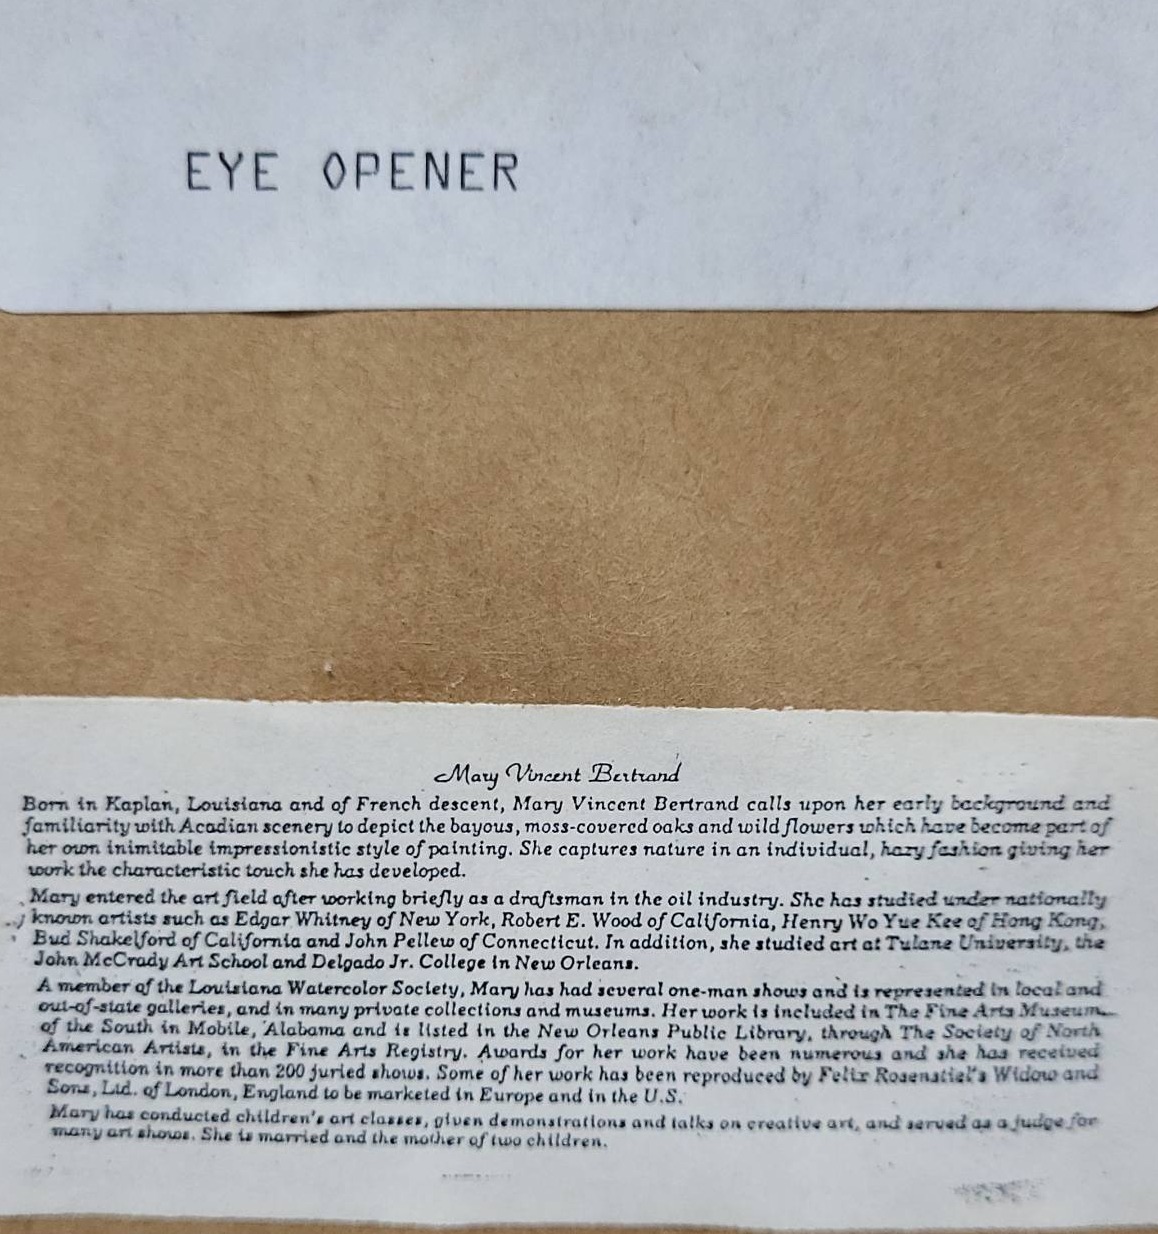 EYE OPENER
Mary Vincent Bertrand
Born in Kaplan, Louisiana and of French descent, Mary Vincent Bertrand calls upon her early background and
familiarity with Acadian scenery to depict the bayous, moss-covered oaks and wild flowers which have become part of
her own inimitable impressionistic style of painting. She captures nature in an individual, hazy fashion giving her
work the characteristic touch she has developed.
Mary entered the art field after working briefly as a draftsman in the oil industry. She has studied under nationally
known artists such as Edgar Whitney of New York, Robert E. Wood of California, Henry Wo Yue Kee of Hong Kong,
Bud Shakelford of California and John Pellew of Connecticut. In addition, she studied art at Tulane University, the
John McCrady Art School and Delgado Jr. College in New Orleans.
A member of the Louisiana Watercolor Society, Mary has had several one-man shows and is represented in local and
out-of-state galleries, and in many private collections and museums. Her work is included in The Fine Arts Museum
of the South in Mobile, Alabama and is listed in the New Orleans Public Library, through The Society of North
American Artists, in the Fine Arts Registry. Awards for her work have been numerous and she has received
recognition in more than 200 juried shows. Some of her work has been reproduced by Felix Rosenstiel's Widow and
Sons, Ltd. of London, England to be marketed in Europe and in the U.S.
Mary has conducted children's art classes, given demonstrations and talks on creative art, and served as a judge for
many art shows. She is married and the mother of two children.